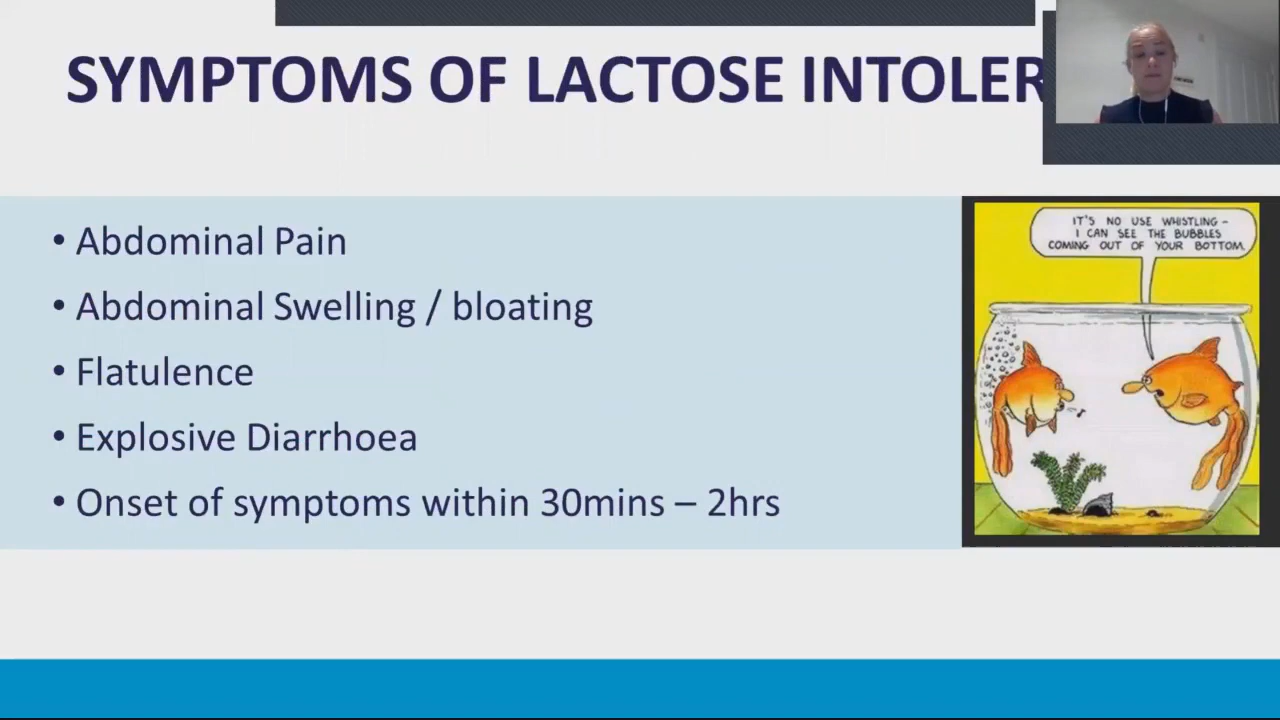 SYMPTOMS OF LACTOSE INTOLER
• Abdominal Pain
• Abdominal Swelling / bloating
• Flatulence
• Explosive Diarrhoea
• Onset of symptoms within 30mins – 2hrs
IT'S NO USE WHISTLING –
I CAN SEE THE BUBBLES
COMING OUT OF YOUR BOTTOM.